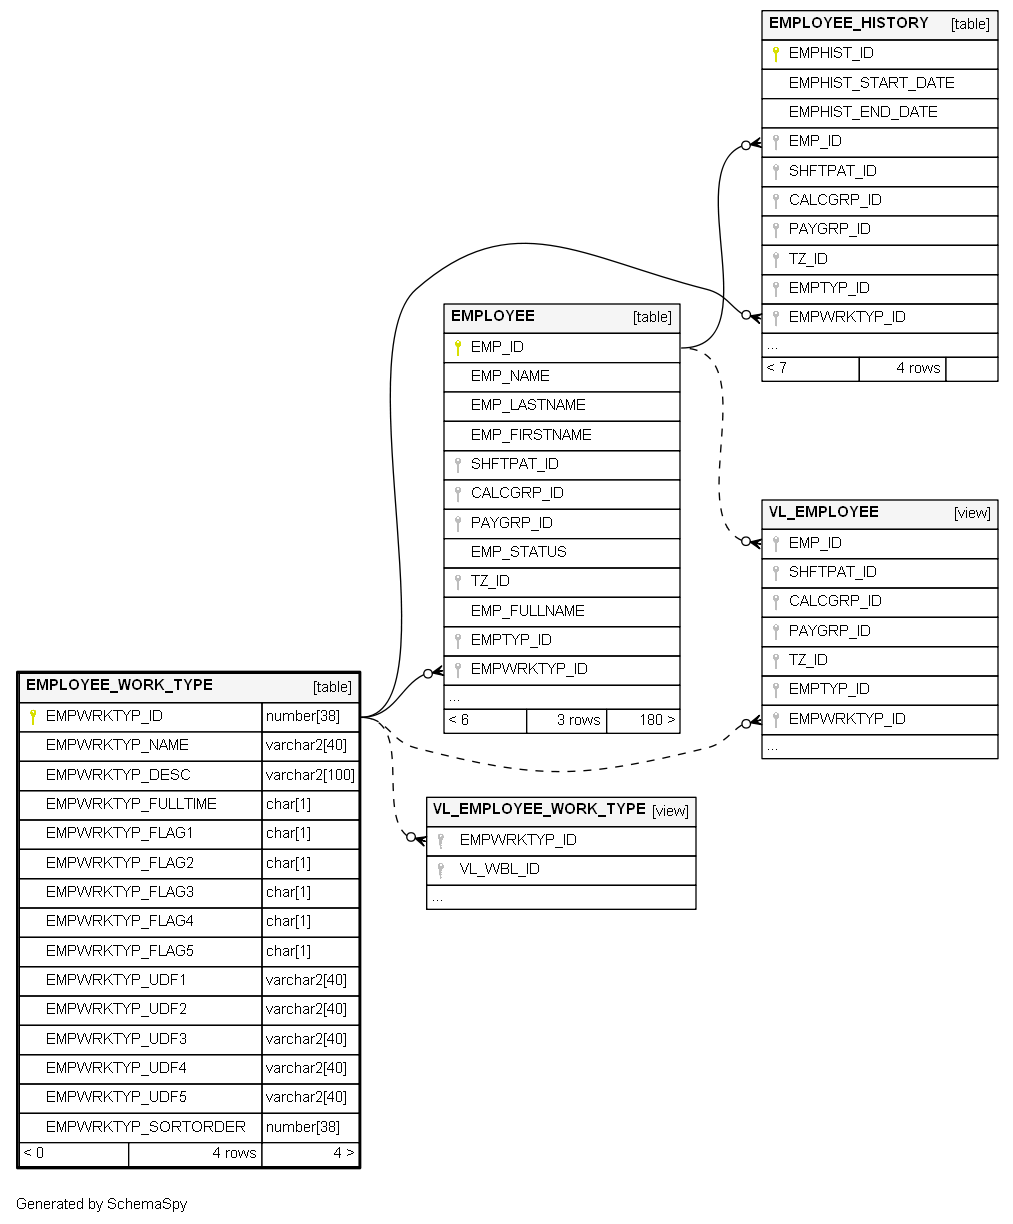 EMPLOYEE_HISTORY [table]
EMPHIST_ID
EMPHIST_START_DATE
EMPHIST_END_DATE
EMP_ID
SHFTPAT_ID
CALCGRP_ID
PAYGRP_ID
TZ_ID
EMPTYP_ID
EMPWRKTYP_ID
...
< 7 4 rows
EMPLOYEE [table]
EMP_ID
EMP_NAME
EMP_LASTNAME
EMP_FIRSTNAME
SHFTPAT_ID
CALCGRP_ID
PAYGRP_ID
EMP_STATUS
TZ_ID
EMP_FULLNAME
EMPTYP_ID
EMPWRKTYP_ID
...
< 6 3 rows 180 >
VL_EMPLOYEE [view]
EMP_ID
SHFTPAT_ID
CALCGRP_ID
PAYGRP_ID
TZ_ID
EMPTYP_ID
EMPWRKTYP_ID
...
EMPLOYEE_WORK_TYPE [table]
EMPWRKTYP_ID number[38]
EMPWRKTYP_NAME varchar2[40]
EMPWRKTYP_DESC varchar2[100]
EMPWRKTYP_FULLTIME char[1]
EMPWRKTYP_FLAG1 char[1]
EMPWRKTYP_FLAG2 char[1]
EMPWRKTYP_FLAG3 char[1]
EMPWRKTYP_FLAG4 char[1]
EMPWRKTYP_FLAG5 char[1]
EMPWRKTYP_UDF1 varchar2[40]
EMPWRKTYP_UDF2 varchar2[40]
EMPWRKTYP_UDF3 varchar2[40]
EMPWRKTYP_UDF4 varchar2[40]
EMPWRKTYP_UDF5 varchar2[40]
EMPWRKTYP_SORTORDER number[38]
< 0 4 rows 4 >
VL_EMPLOYEE_WORK_TYPE [view]
EMPWRKTYP_ID
VL_WBL_ID
...
Generated by SchemaSpy